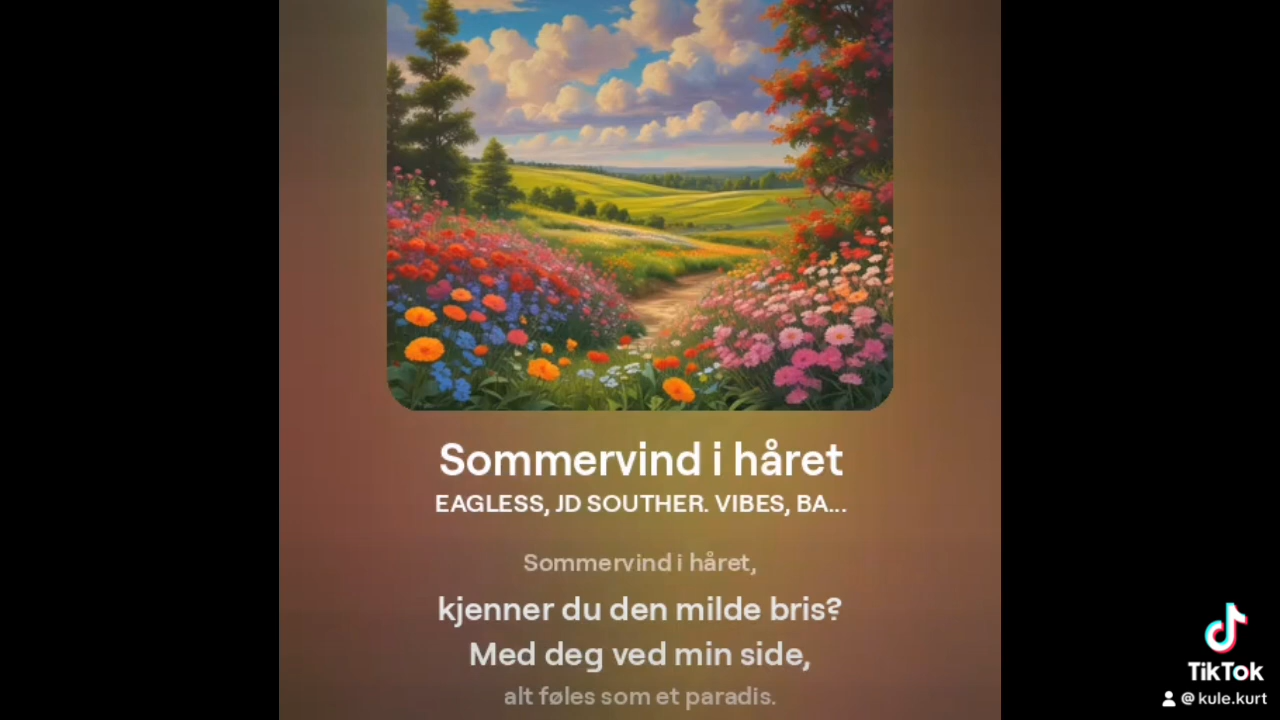 Sommervind i håret
EAGLESS, JD SOUTHER. VIBES, BA...
Sommervind i håret,
kjenner du den milde bris?
Med deg ved min side,
alt føles som et paradis.
TikTok
@kule.kurt